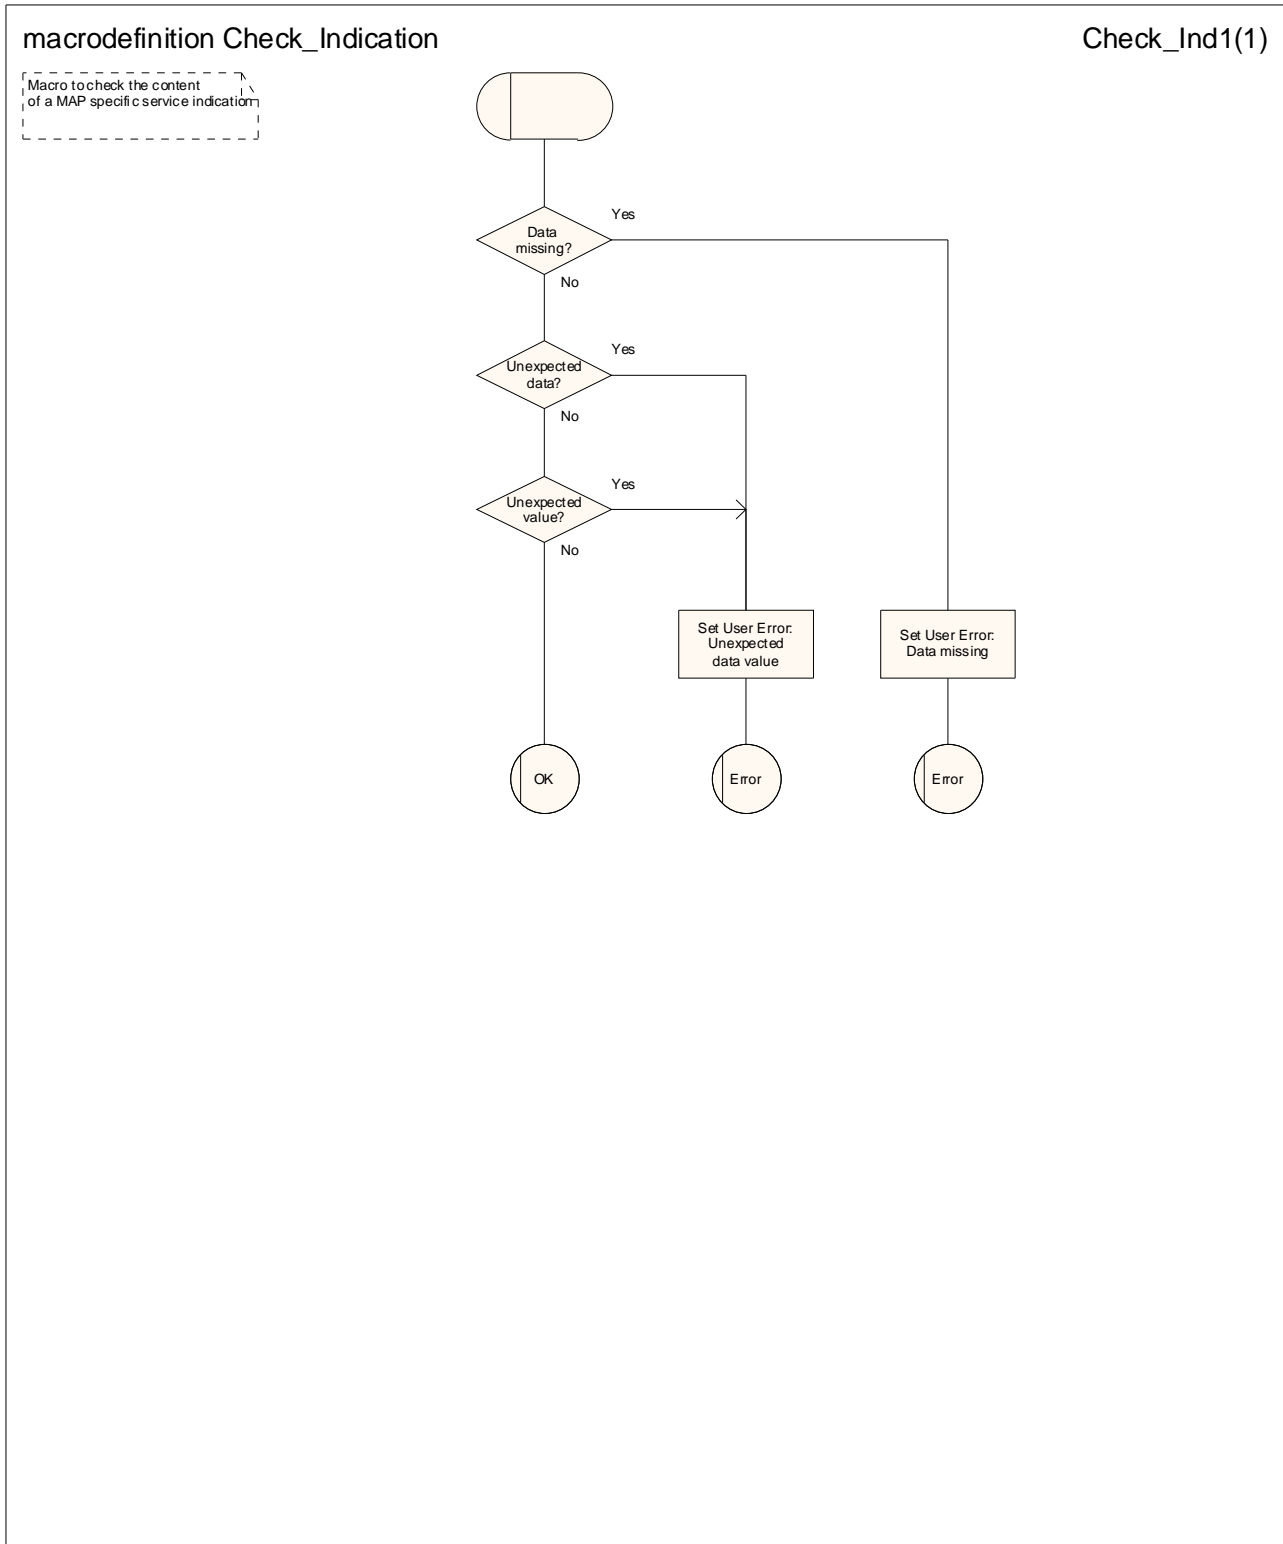 macrodefinition Check_Indication
Check_Ind1(1)
Macro to check the content
of a MAP specific service indication
Yes
Data
missing?
No
Yes
Unexpected
data?
No
Yes
Unexpected
value?
No
Set User Error:
Unexpected
data value
Set User Error:
Data missing
OK
Error
Error